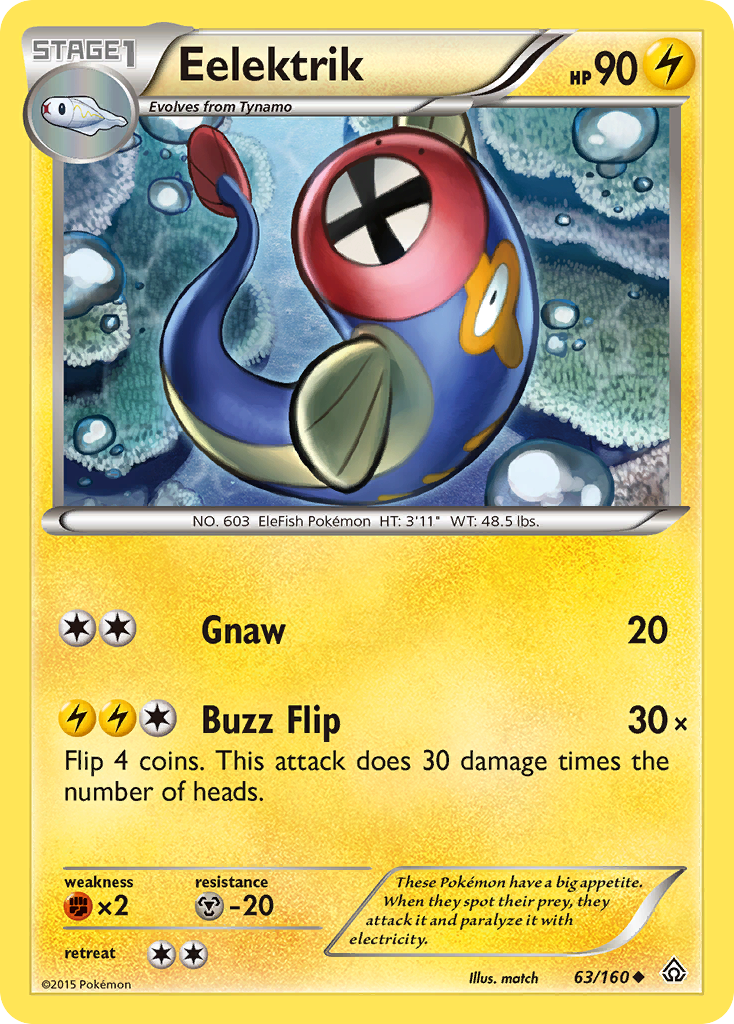 STAGE1
Eelektrik
HP 90
Evolves from Tynamo
NO. 603 EleFish Pokémon HT: 3'11" WT: 48.5 lbs.
Gnaw 20
Buzz Flip 30×
Flip 4 coins. This attack does 30 damage times the
number of heads.
weakness
×2
resistance
-20
retreat
These Pokémon have a big appetite.
When they spot their prey, they
attack it and paralyze it with
electricity.
©2015 Pokémon
Illus. match
63/160